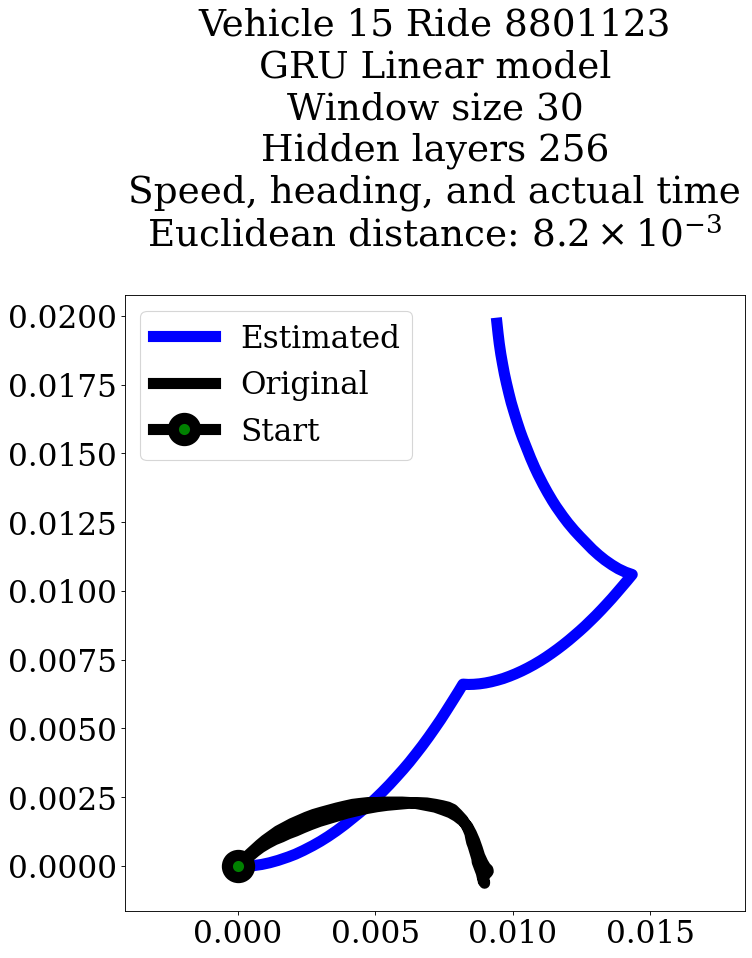 Vehicle 15 Ride 8801123
GRU Linear model
Window size 30
Hidden layers 256
Speed, heading, and actual time
Euclidean distance: 8.2 × 10⁻³
0.0200
0.0175
0.0150
0.0125
0.0100
0.0075
0.0050
0.0025
0.0000
Estimated
Original
Start
0.000 0.005 0.010 0.015